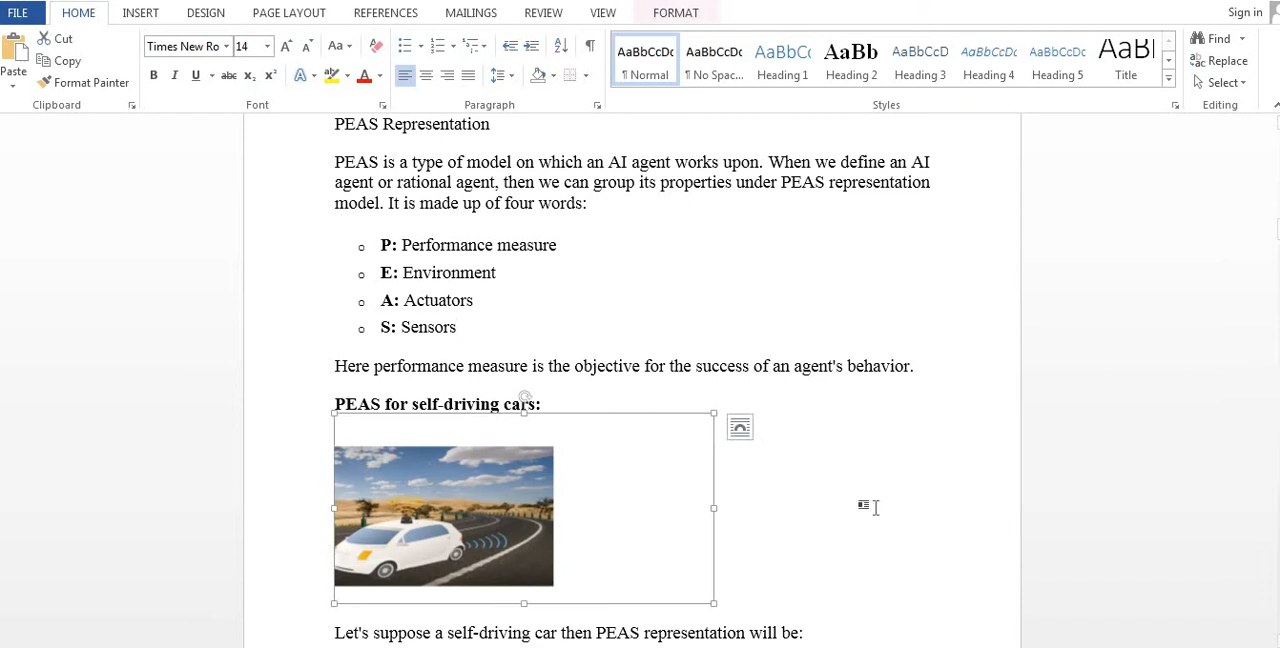 FILE HOME INSERT DESIGN PAGE LAYOUT REFERENCES MAILINGS REVIEW VIEW FORMAT Sign in
Cut
Copy
Paste
Format Painter
Clipboard
Times New Ro 14 Aa
B I U abc X₂ X² A A
Font
Paragraph
AaBbCcDc AaBbCcDc AaBbC AaBb AaBbCcD AaBbCcDc AaBbCcDc AaBl
¶ Normal ¶ No Spac... Heading 1 Heading 2 Heading 3 Heading 4 Heading 5 Title
Styles
Find
Replace
Select
Editing
PEAS Representation
PEAS is a type of model on which an AI agent works upon. When we define an AI
agent or rational agent, then we can group its properties under PEAS representation
model. It is made up of four words:
o P: Performance measure
o E: Environment
o A: Actuators
o S: Sensors
Here performance measure is the objective for the success of an agent's behavior.
PEAS for self-driving cars:
Let's suppose a self-driving car then PEAS representation will be: